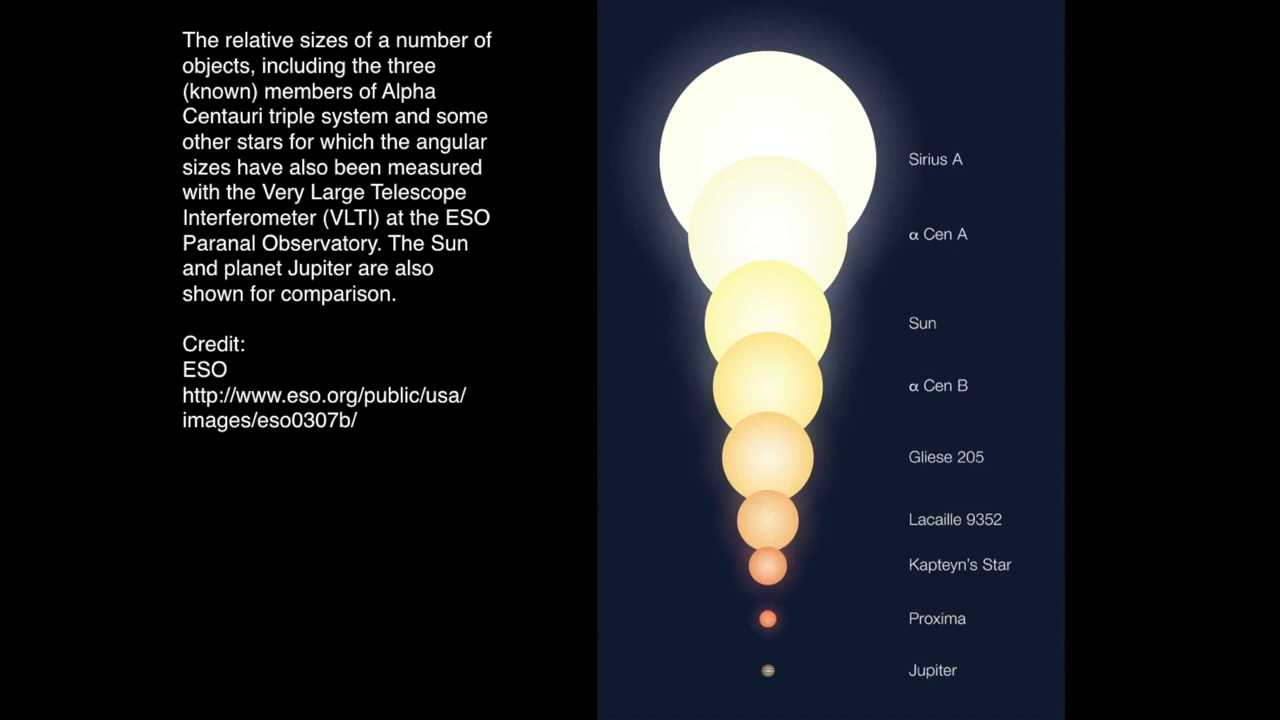 The relative sizes of a number of
objects, including the three
(known) members of Alpha
Centauri triple system and some
other stars for which the angular
sizes have also been measured
with the Very Large Telescope
Interferometer (VLTI) at the ESO
Paranal Observatory. The Sun
and planet Jupiter are also
shown for comparison.
Credit:
ESO
http://www.eso.org/public/usa/
images/eso0307b/
Sirius A
α Cen A
Sun
α Cen B
Gliese 205
Lacaille 9352
Kapteyn's Star
Proxima
Jupiter